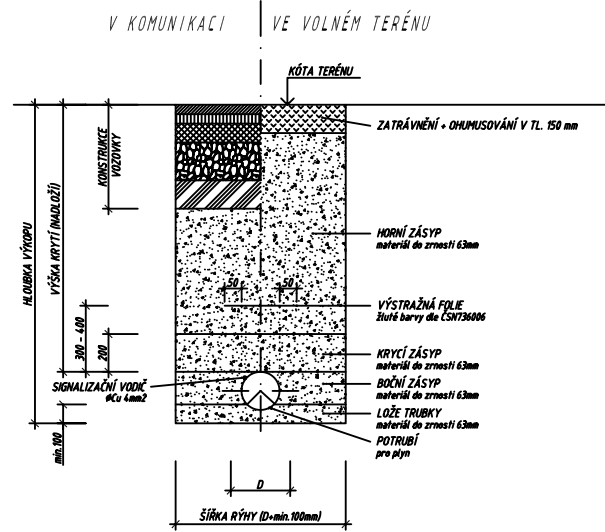 V KOMUNIKACI
VE VOLNÉM TERÉNU
KÓTA TERÉNU
ZATRÁVNĚNÍ + OHUMUSOVÁNÍ V TL. 150 mm
KONSTRUKCE
VOZOVKY
VÝŠKA KRYTÍ (NADLOŽÍ)
HLOUBKA VÝKOPU
HORNÍ ZÁSYP
materiál do zrnosti 63mm
50
50
VÝSTRAŽNÁ FOLIE
žluté barvy dle ČSN736006
300 - 400
200
KRYCÍ ZÁSYP
materiál do zrnosti 63mm
SIGNALIZAČNÍ VODIČ
øCu 4mm2
BOČNÍ ZÁSYP
materiál do zrnosti 63mm
LOŽE TRUBKY
materiál do zrnosti 63mm
min.100
POTRUBÍ
pro plyn
D
ŠÍŘKA RÝHY (D+min.100mm)